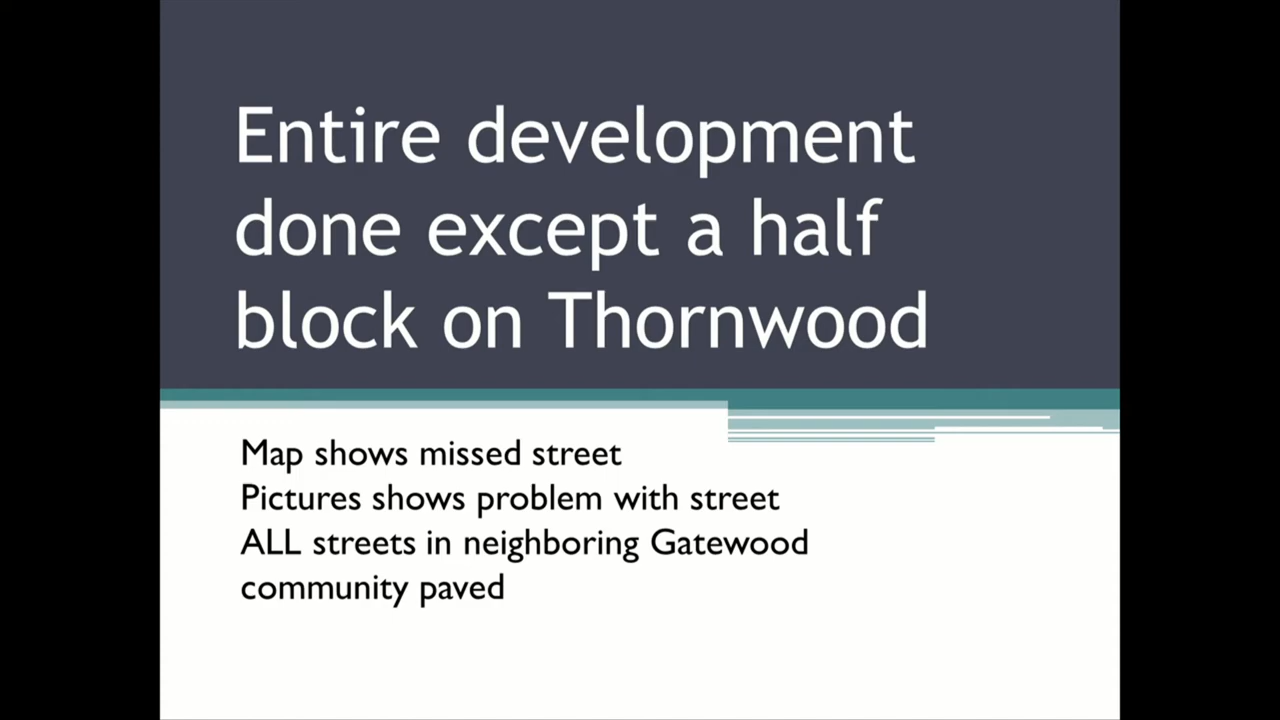 Entire development
done except a half
block on Thornwood
Map shows missed street
Pictures shows problem with street
ALL streets in neighboring Gatewood
community paved